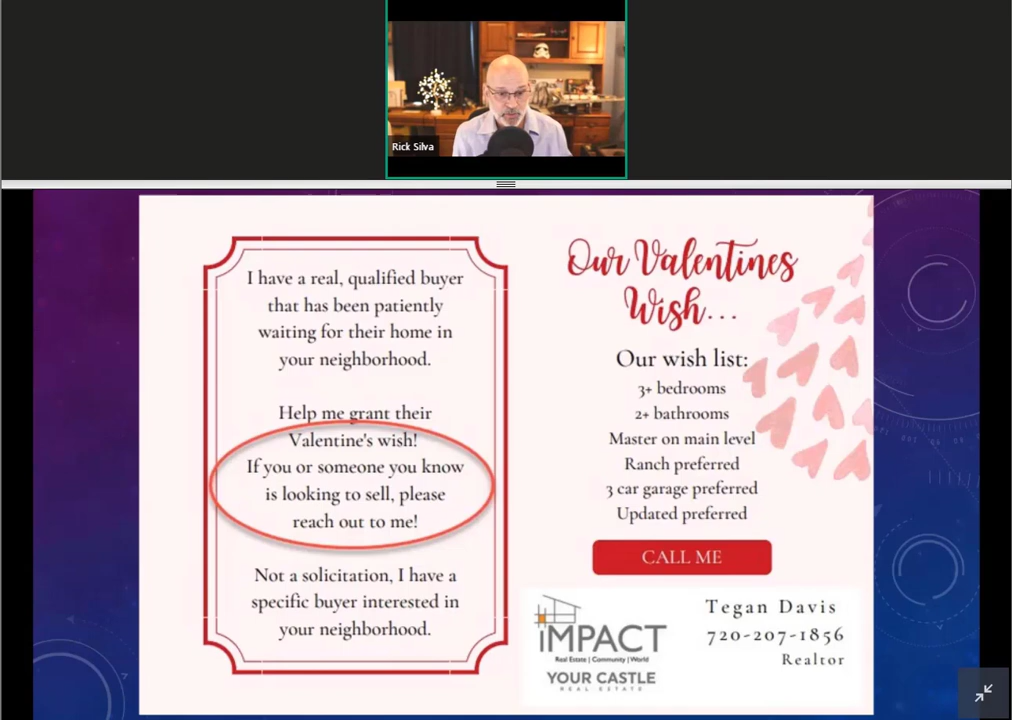 Rick Silva
I have a real, qualified buyer
that has been patiently
waiting for their home in
your neighborhood.
Help me grant their
Valentine's wish!
If you or someone you know
is looking to sell, please
reach out to me!
Not a solicitation, I have a
specific buyer interested in
your neighborhood.
Our Valentines
Wish...
Our wish list:
3+ bedrooms
2+ bathrooms
Master on main level
Ranch preferred
3 car garage preferred
Updated preferred
CALL ME
iMPACT
Real Estate | Community | World
YOUR CASTLE
REAL ESTATE
Tegan Davis
720-207-1856
Realtor